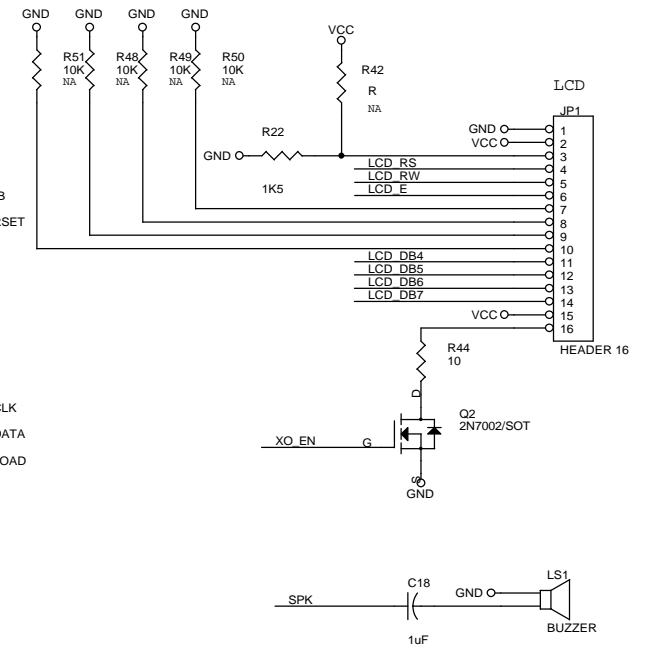 GND GND GND GND
R51 R48 R49 R50
10K 10K 10K 10K
NA NA NA NA
VCC
R42
R
NA
LCD
JP1
R22
GND
1K5
GND 1
VCC 2
3
LCD_RS 4
LCD_RW 5
LCD_E 6
7
8
9
10
LCD_DB4 11
LCD_DB5 12
LCD_DB6 13
LCD_DB7 14
VCC 15
16
HEADER 16
B
RSET
R44
10
D
Q2
2N7002/SOT
XO_EN G
S
GND
CLK
DATA
OAD
C18
SPK
1uF
GND
LS1
BUZZER